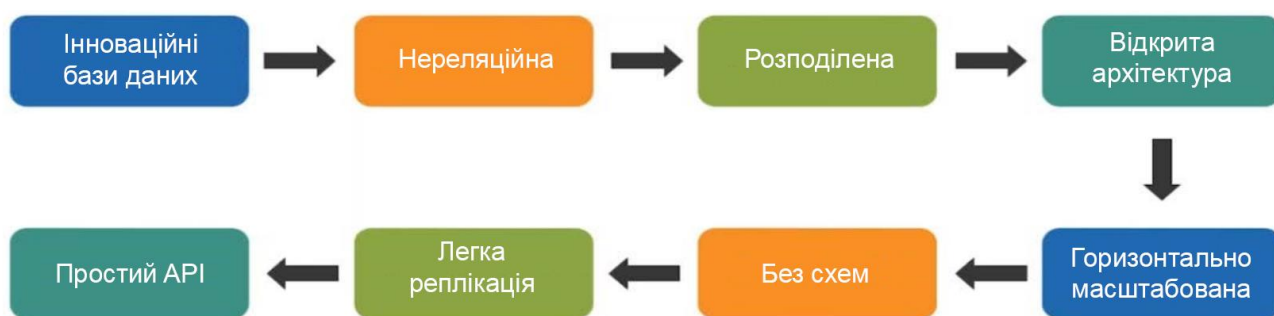 Інноваційні
бази даних
Нереляційна
Розподілена
Відкрита
архітектура
Горизонтально
масштабована
Без схем
Легка
реплікація
Простий API